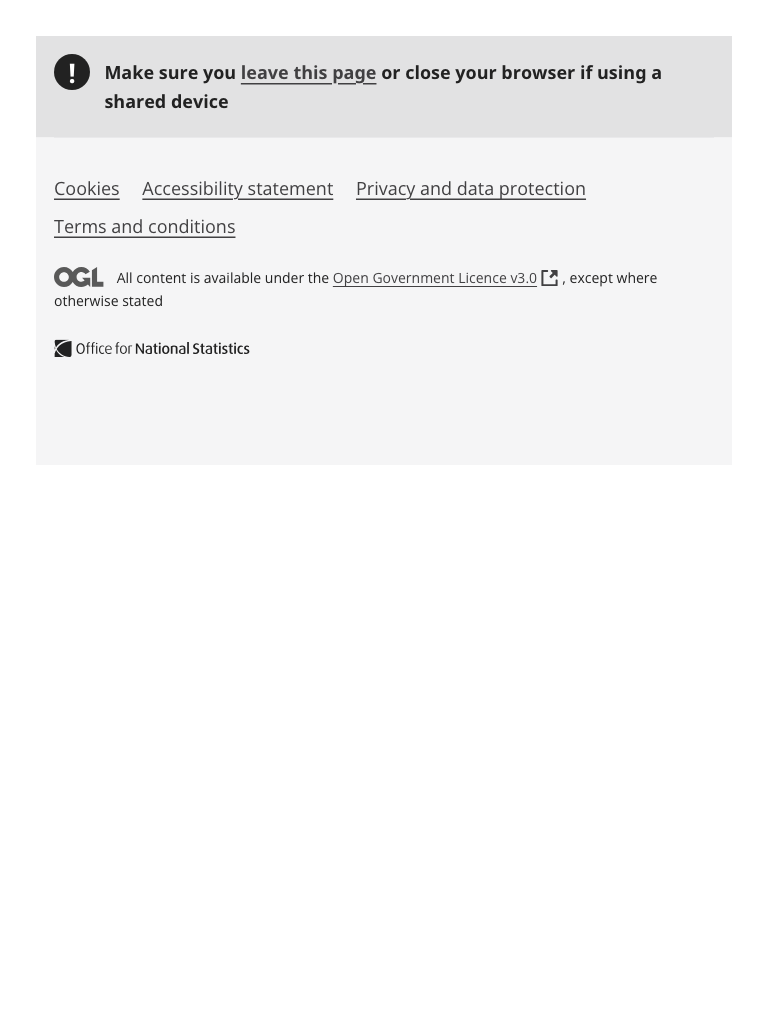 Make sure you leave this page or close your browser if using a
shared device
Cookies Accessibility statement Privacy and data protection
Terms and conditions
OGL All content is available under the Open Government Licence v3.0 , except where
otherwise stated
Office for National Statistics